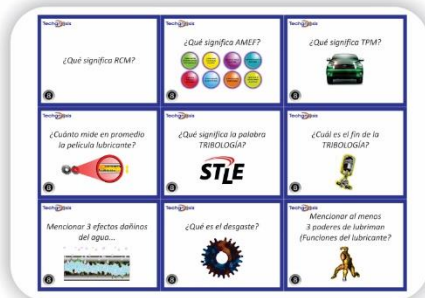 Techgnosis
Techgnosis
Techgnosis
¿Qué significa RCM?
¿Qué significa AMEF?
¿Qué significa TPM?
8
8
8
Techgnosis
Techgnosis
Techgnosis
¿Cuánto mide en promedio
la película lubricante?
¿Qué significa la palabra
TRIBOLOGÍA?
¿Cuál es el fin de la
TRIBOLOGÍA?
STLE
8
8
8
Techgnosis
Techgnosis
Techgnosis
Mencionar 3 efectos dañinos
del agua...
¿Qué es el desgaste?
Mencionar al menos
3 poderes de lubriman
(Funciones del lubricante?)
8
8
8